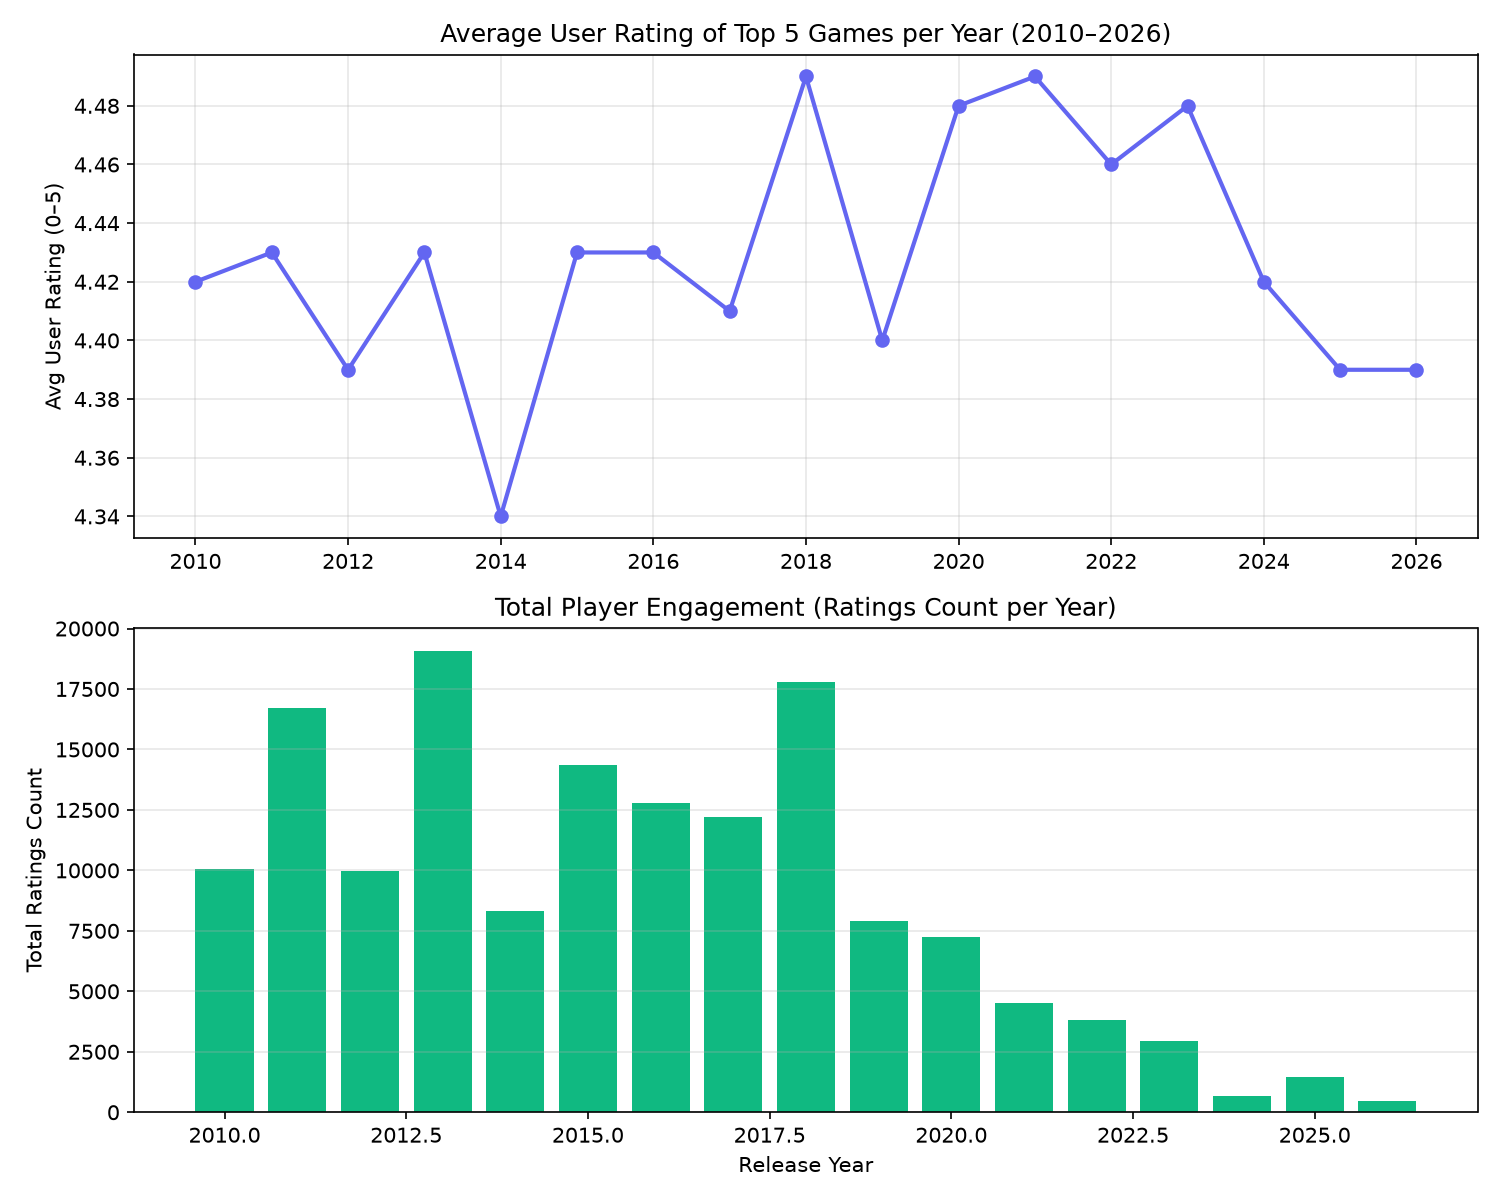 Average User Rating of Top 5 Games per Year (2010–2026)
Avg User Rating (0–5)
4.48
4.46
4.44
4.42
4.40
4.38
4.36
4.34
2010 2012 2014 2016 2018 2020 2022 2024 2026
Total Player Engagement (Ratings Count per Year)
Total Ratings Count
20000
17500
15000
12500
10000
7500
5000
2500
0
2010.0 2012.5 2015.0 2017.5 2020.0 2022.5 2025.0
Release Year